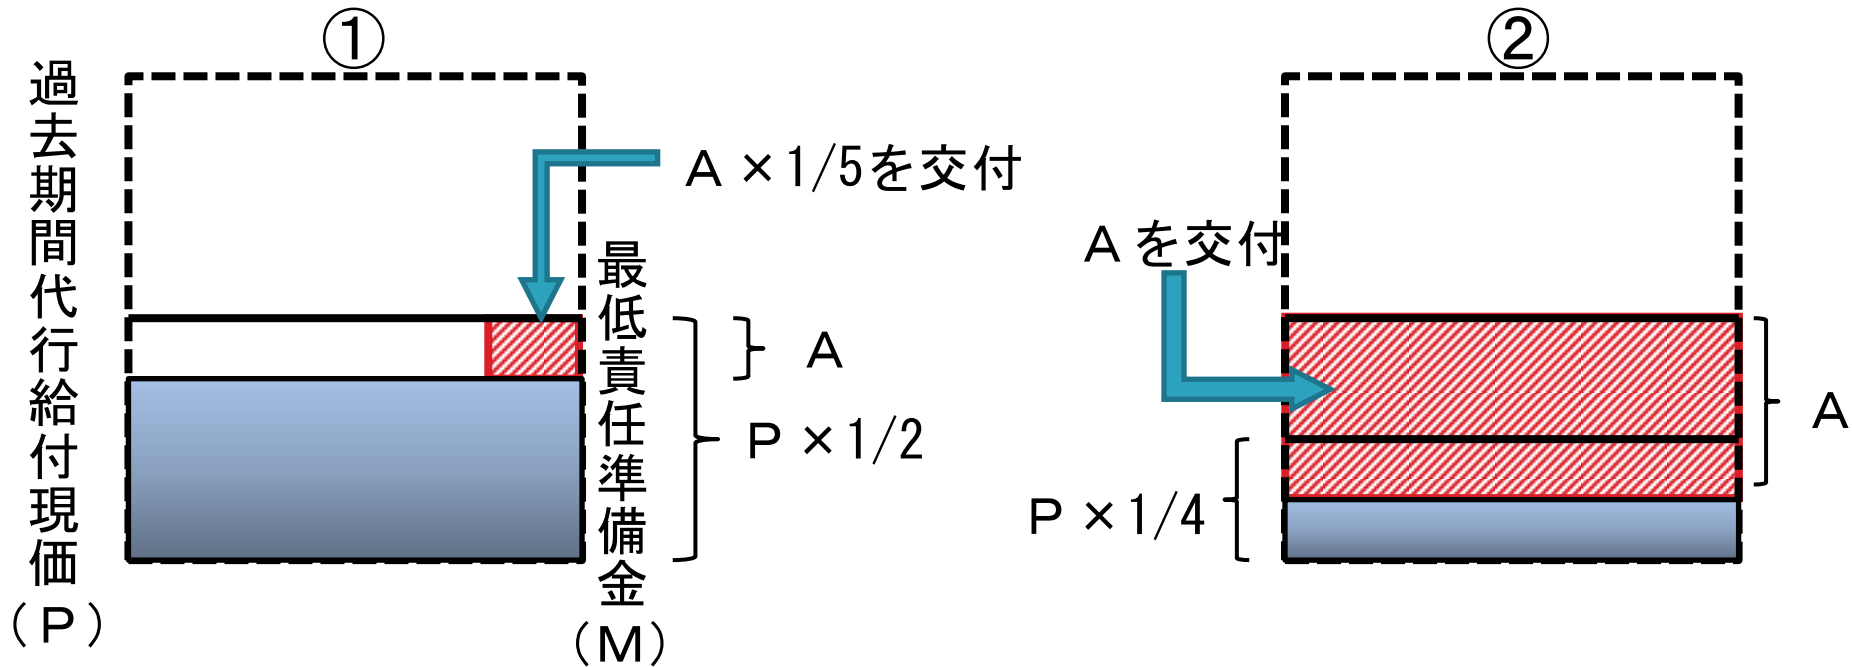 ①
過去期間代行給付現価
（Ｐ）
Ａ×1/5を交付
最低責任準備金
（Ｍ）
Ａ
Ｐ×1/2
②
Ａを交付
Ａ
Ｐ×1/4